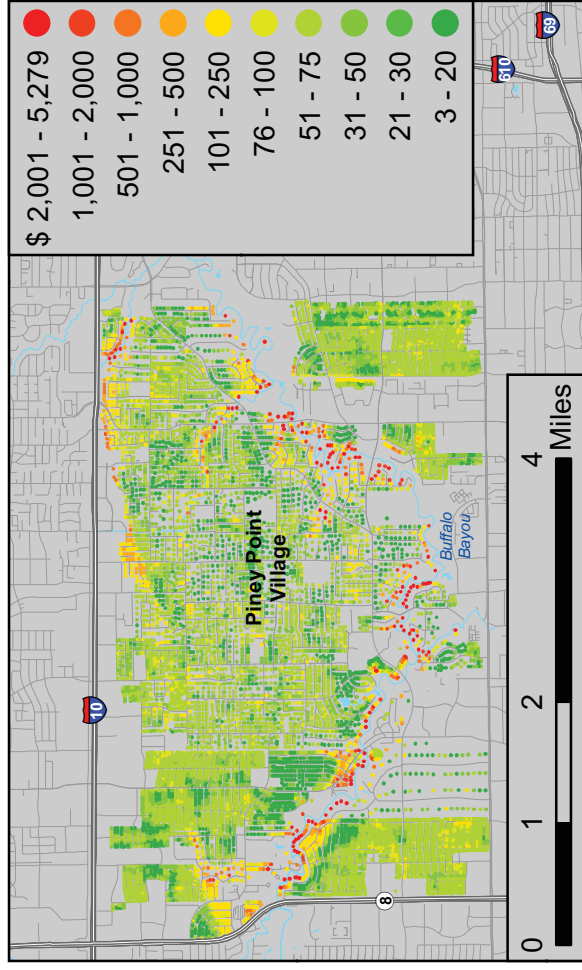 $ 2,001 - 5,279
1,001 - 2,000
501 - 1,000
251 - 500
101 - 250
76 - 100
51 - 75
31 - 50
21 - 30
3 - 20
69
610
10
Piney Point
Village
Buffalo
Bayou
8
0 1 2 4
Miles